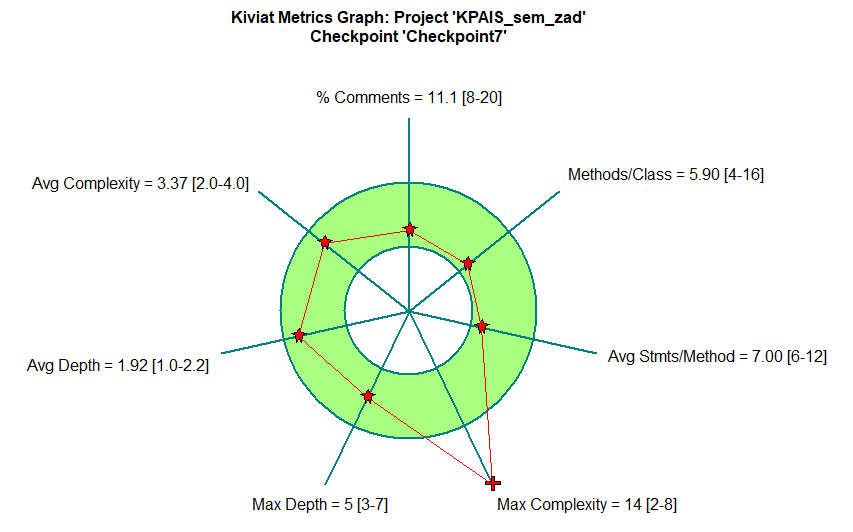 Kiviat Metrics Graph: Project 'KPAIS_sem_zad'
Checkpoint 'Checkpoint7'
% Comments = 11.1 [8-20]
Methods/Class = 5.90 [4-16]
Avg Complexity = 3.37 [2.0-4.0]
Avg Stmts/Method = 7.00 [6-12]
Avg Depth = 1.92 [1.0-2.2]
Max Depth = 5 [3-7]
Max Complexity = 14 [2-8]